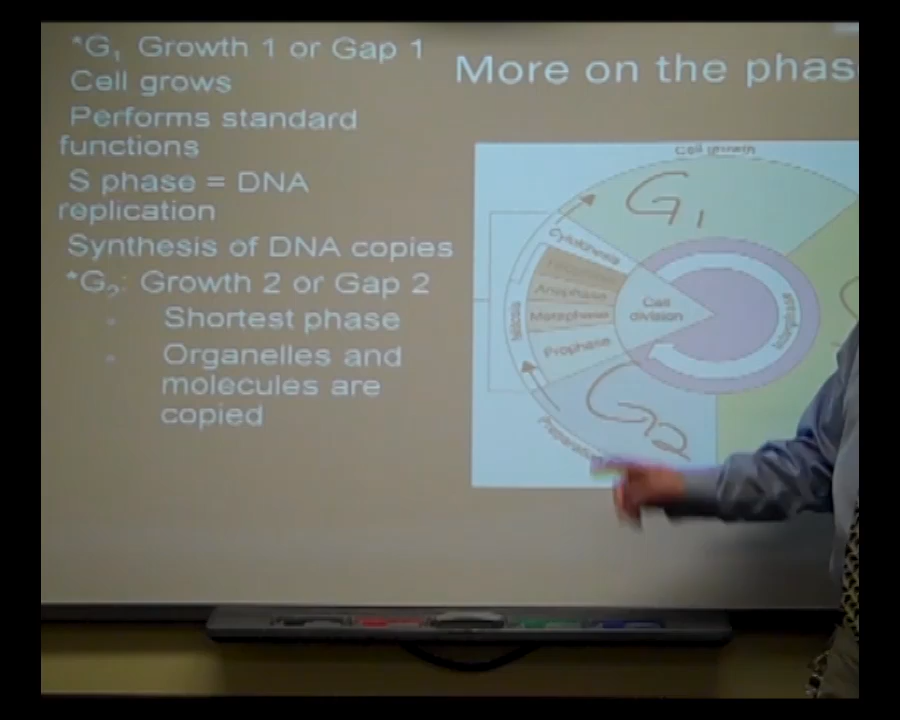 *G₁ Growth 1 or Gap 1
Cell grows
Performs standard
functions
S phase = DNA
replication
Synthesis of DNA copies
*G₂: Growth 2 or Gap 2
Shortest phase
Organelles and
molecules are
copied
More on the phas
Cell growth
G₁
Cytokinesis
Anaphase
Metaphase
Prophase
Mitosis
Cell
division
Interphase
G2